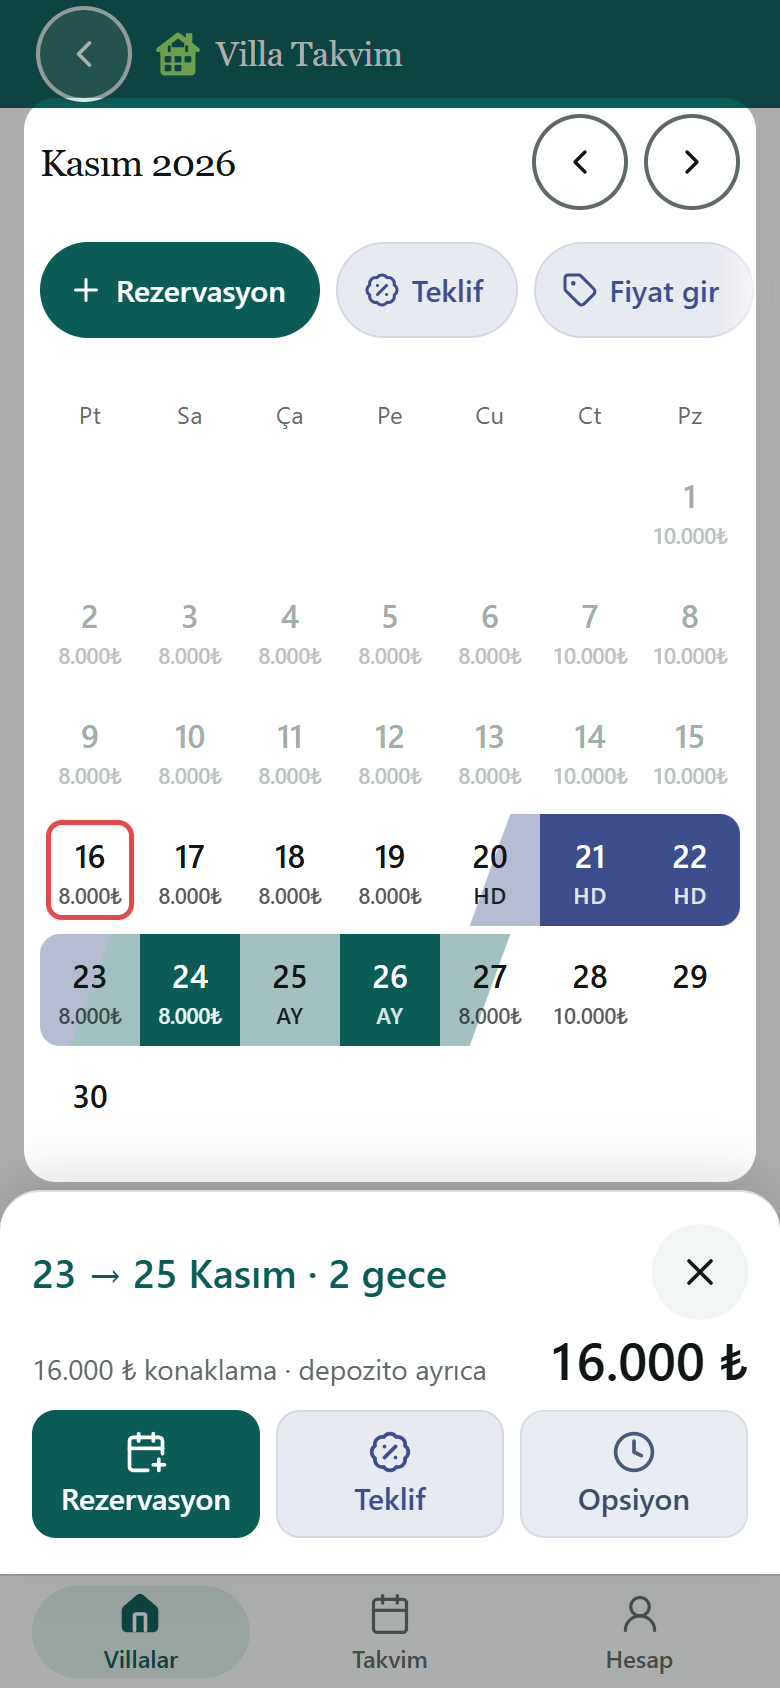 Villa Takvim
Kasım 2026
Rezervasyon Teklif Fiyat gir
Pt Sa Ça Pe Cu Ct Pz
1
10.000₺
2 3 4 5 6 7 8
8.000₺ 8.000₺ 8.000₺ 8.000₺ 8.000₺ 10.000₺ 10.000₺
9 10 11 12 13 14 15
8.000₺ 8.000₺ 8.000₺ 8.000₺ 8.000₺ 10.000₺ 10.000₺
16 17 18 19 20 21 22
8.000₺ 8.000₺ 8.000₺ 8.000₺ HD HD HD
23 24 25 26 27 28 29
8.000₺ 8.000₺ AY AY 8.000₺ 10.000₺
30
23 → 25 Kasım · 2 gece
16.000 ₺ konaklama · depozito ayrıca 16.000 ₺
Rezervasyon Teklif Opsiyon
Villalar Takvim Hesap